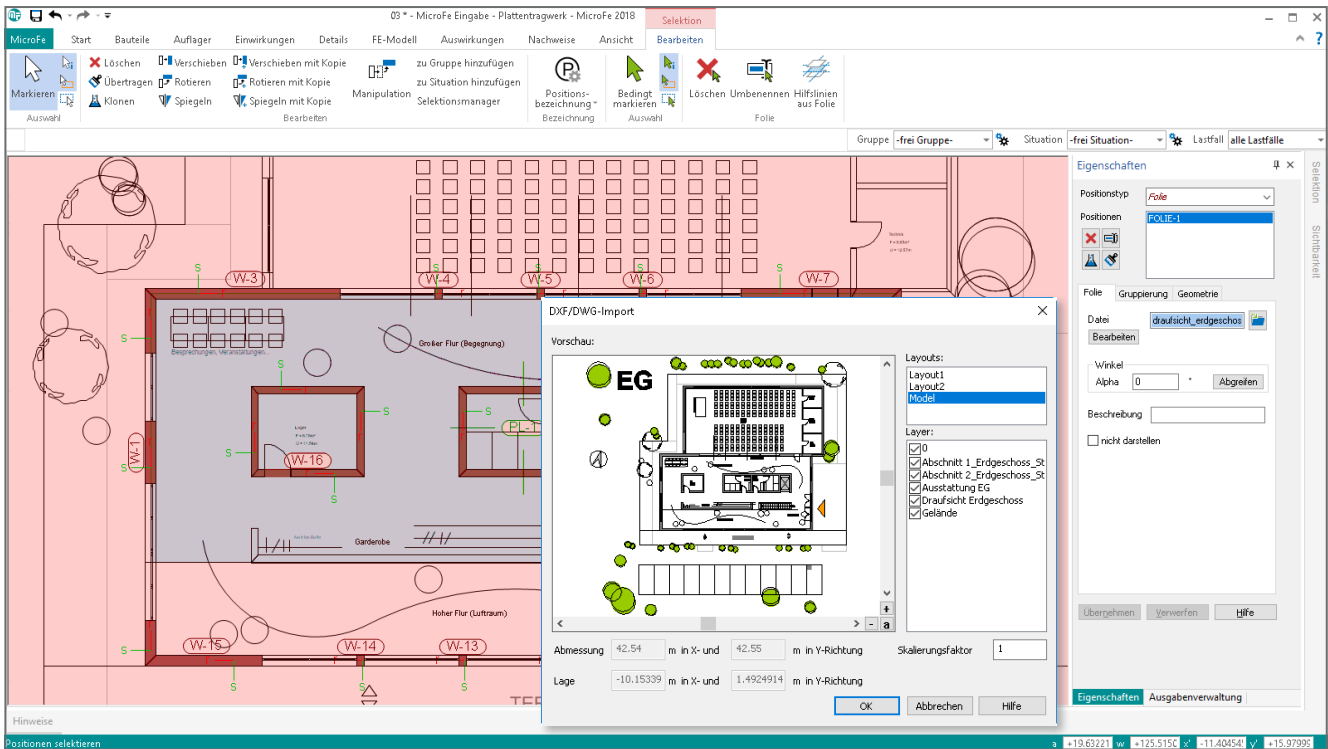 03 * - MicroFe Eingabe - Plattentragwerk - MicroFe 2018
Selektion
MicroFe Start Bauteile Auflager Einwirkungen Details FE-Modell Auswirkungen Nachweise Ansicht Bearbeiten
Markieren
Auswahl
Löschen Verschieben Verschieben mit Kopie
Übertragen Rotieren Rotieren mit Kopie
Klonen Spiegeln Spiegeln mit Kopie
Manipulation
zu Gruppe hinzufügen
zu Situation hinzufügen
Selektionsmanager
Bearbeiten
Positions-
bezeichnung
Bezeichnung
Bedingt
markieren
Auswahl
Löschen Umbenennen Hilfslinien
aus Folie
Folie
Gruppe -frei Gruppe- Situation -frei Situation- Lastfall alle Lastfälle
S W-3 S W-4 S W-5 S W-6 S W-7
S
Besprechungen, Veranstaltungen...
Großer Flur (Begegnung)
S
S
S
W-1
S
W-16
S
S
PL-1
Garderobe
Hoher Flur (Luftraum)
S
W-15 W-14 W-13
S S S
DXF/DWG-Import
Vorschau:
EG
Layouts:
Layout1
Layout2
Model
Layer:
0
Abschnitt 1_Erdgeschoss_St
Abschnitt 2_Erdgeschoss_St
Ausstattung EG
Draufsicht Erdgeschoss
Gelände
+
- a
Abmessung 42.54 m in X- und 42.55 m in Y-Richtung Skalierungsfaktor 1
Lage -10.15339 m in X- und 1.4924914 m in Y-Richtung
OK Abbrechen Hilfe
Eigenschaften
Positionstyp Folie
Positionen FOLIE-1
Folie Gruppierung Geometrie
Datei draufsicht_erdgeschos
Bearbeiten
Winkel
Alpha 0 ° Abgreifen
Beschreibung
nicht darstellen
Übernehmen Verwerfen Hilfe
Eigenschaften Ausgabenverwaltung
Selektion
Sichtbarkeit
Hinweise
Positionen selektieren
a +19.63221 w +125.515( x' -11.40454! y' +15.9799